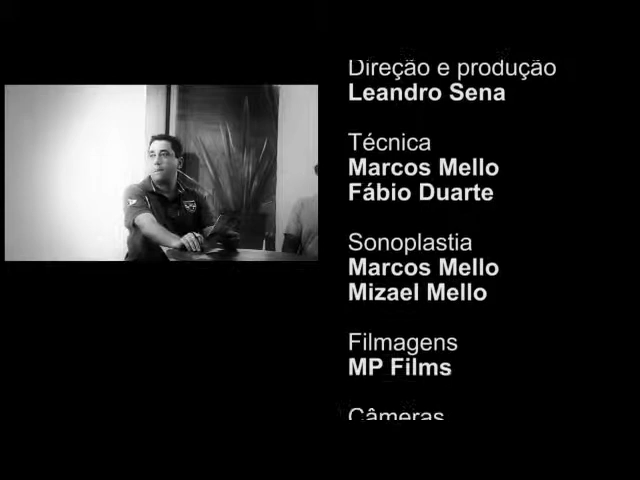 Direção e produção
Leandro Sena
Técnica
Marcos Mello
Fábio Duarte
Sonoplastia
Marcos Mello
Mizael Mello
Filmagens
MP Films
Câmeras